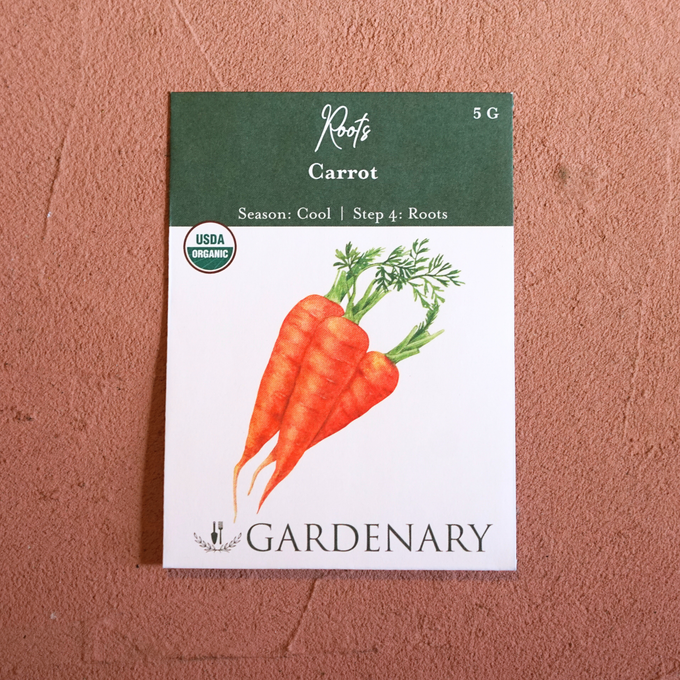 Roots
5 G
Carrot
Season: Cool | Step 4: Roots
USDA
ORGANIC
GARDENARY